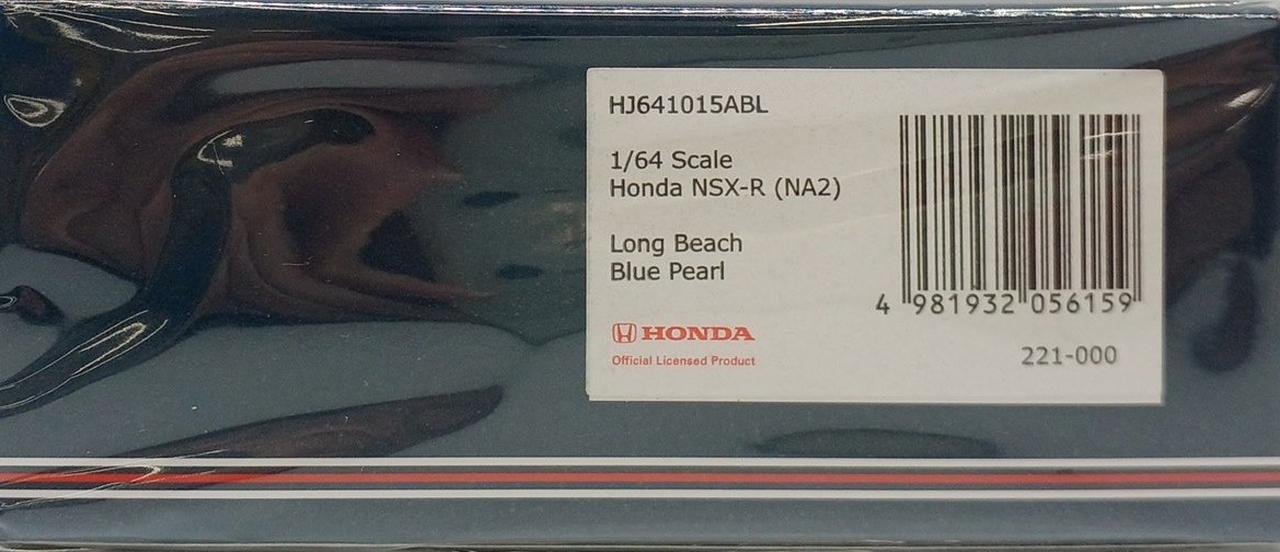 HJ641015ABL
1/64 Scale
Honda NSX-R (NA2)
Long Beach
Blue Pearl
HONDA
Official Licensed Product
4 981932 056159
221-000